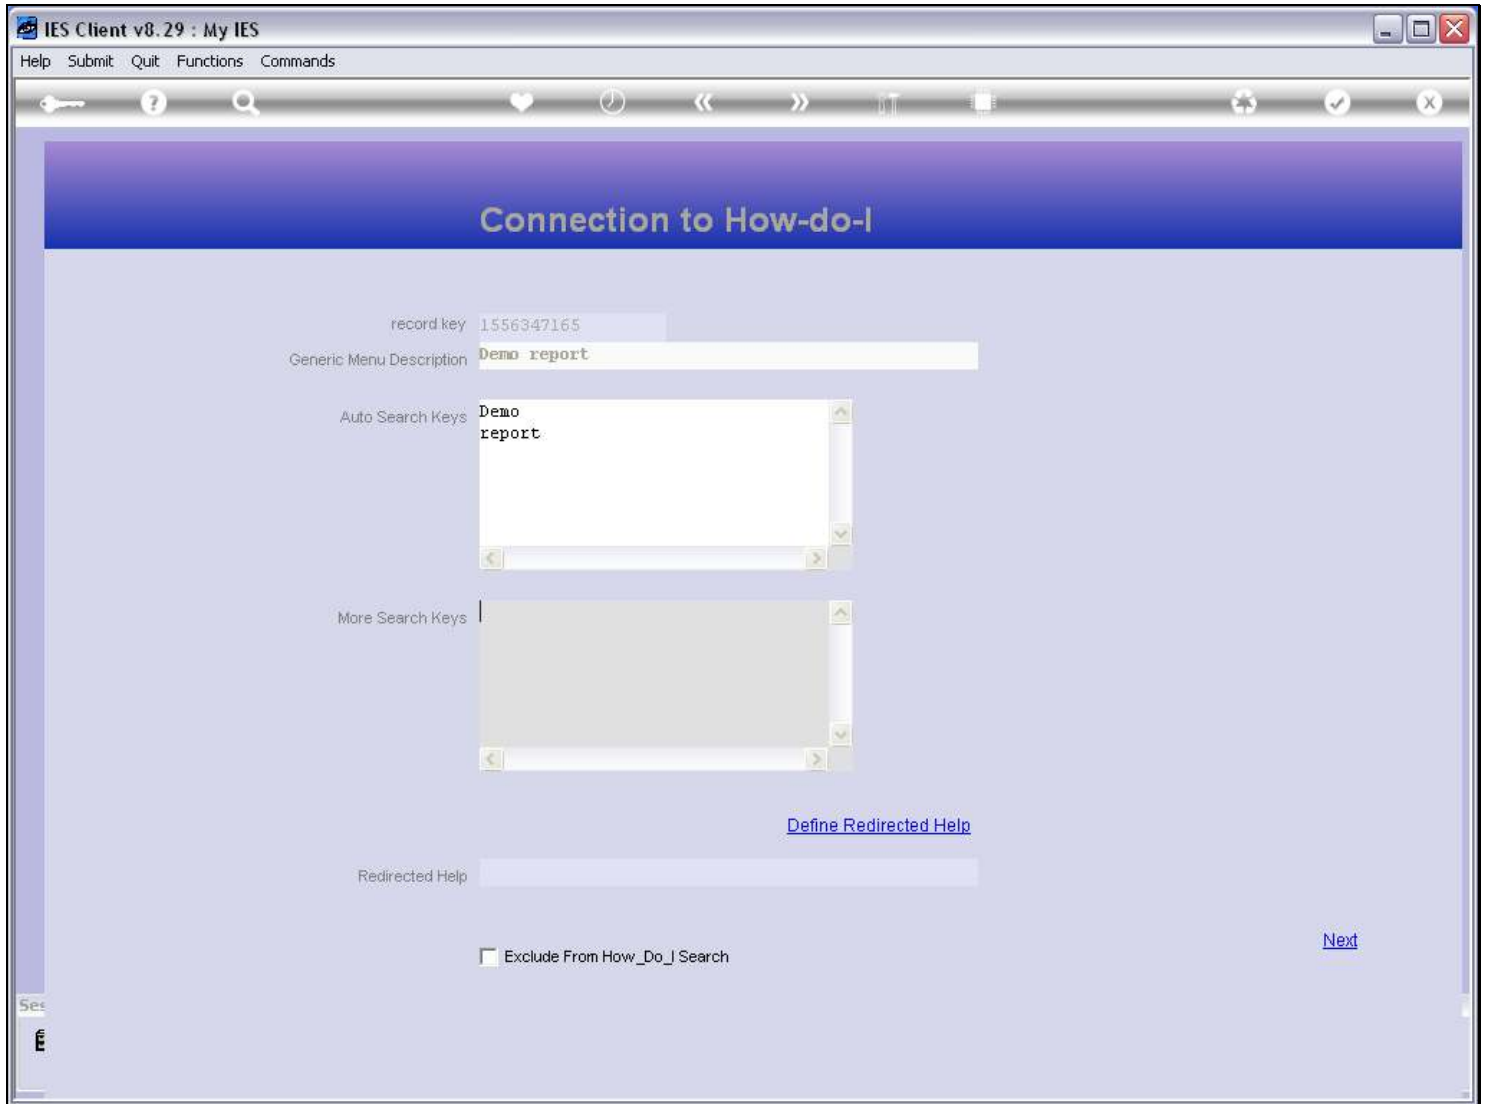 IES Client v8.29 : My IES
Help Submit Quit Functions Commands
Connection to How-do-I
record key 1556347165
Generic Menu Description Demo report
Auto Search Keys Demo
report
More Search Keys
Define Redirected Help
Redirected Help
Next
Exclude From How_Do_I Search